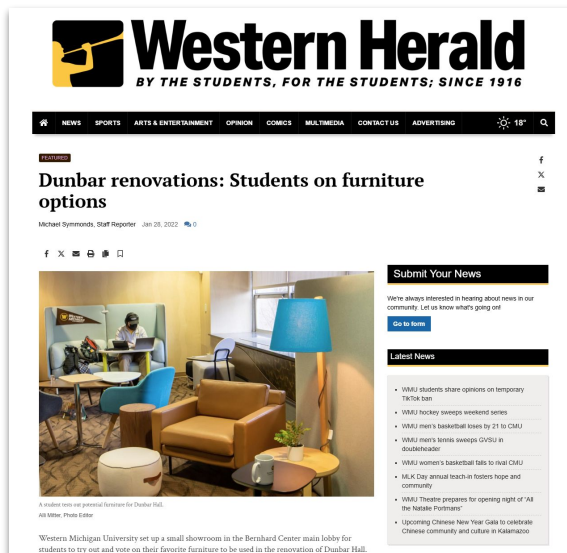 Western Herald
BY THE STUDENTS, FOR THE STUDENTS; SINCE 1916
NEWS SPORTS ARTS & ENTERTAINMENT OPINION COMICS MULTIMEDIA CONTACT US ADVERTISING 18°
FEATURED
Dunbar renovations: Students on furniture
options
Michael Symmonds, Staff Reporter Jan 28, 2022 0
A student tests out potential furniture for Dunbar Hall.
Alli Mitter, Photo Editor
Western Michigan University set up a small showroom in the Bernhard Center main lobby for
students to try out and vote on their favorite furniture to be used in the renovation of Dunbar Hall.
Submit Your News
We're always interested in hearing about news in our
community. Let us know what's going on!
Go to form
Latest News
WMU students share opinions on temporary
TikTok ban
WMU hockey sweeps weekend series
WMU men's basketball loses by 21 to CMU
WMU men's tennis sweeps GVSU in
doubleheader
WMU women's basketball falls to rival CMU
MLK Day annual teach-in fosters hope and
community
WMU Theatre prepares for opening night of "All
the Natalie Portmans"
Upcoming Chinese New Year Gala to celebrate
Chinese community and culture in Kalamazoo